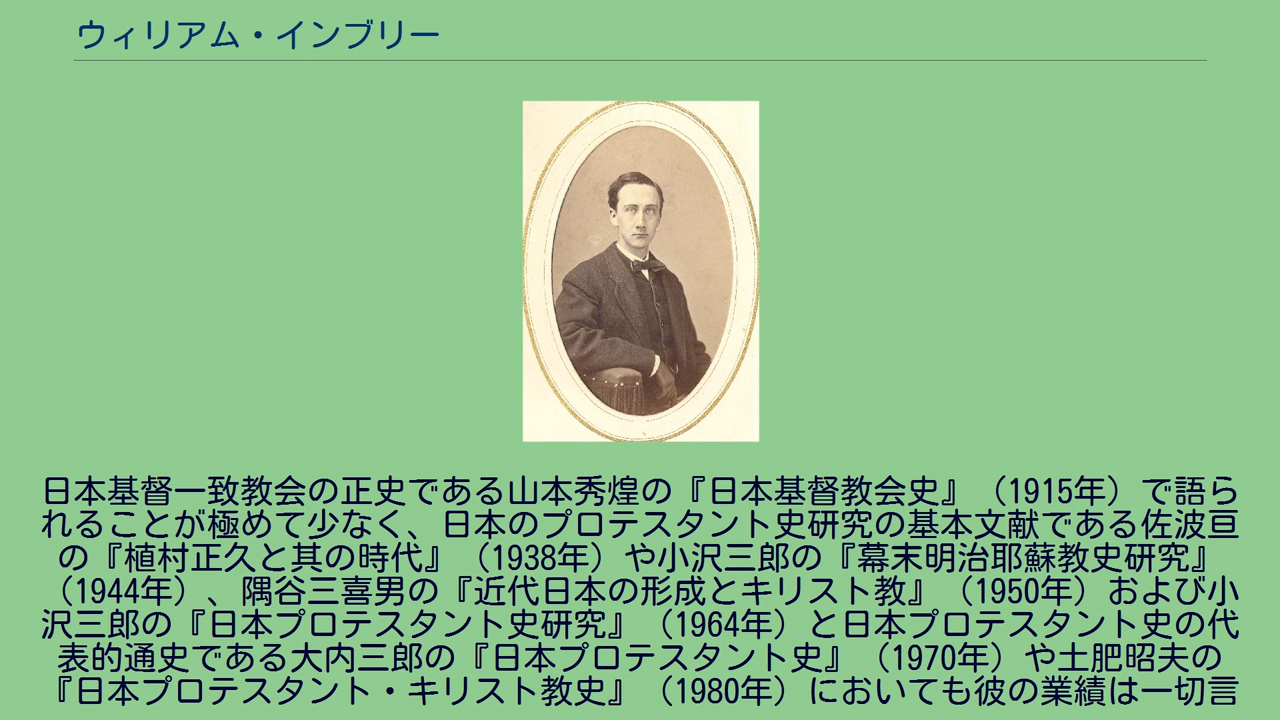 ウィリアム・インブリー
日本基督一致教会の正史である山本秀煌の『日本基督教会史』（1915年）で語ら
れることが極めて少なく、日本のプロテスタント史研究の基本文献である佐波亘
の『植村正久と其の時代』（1938年）や小沢三郎の『幕末明治耶蘇教史研究』
（1944年）、隅谷三喜男の『近代日本の形成とキリスト教』（1950年）および小
沢三郎の『日本プロテスタント史研究』（1964年）と日本プロテスタント史の代
表的通史である大内三郎の『日本プロテスタント史』（1970年）や土肥昭夫の
『日本プロテスタント・キリスト教史』（1980年）においても彼の業績は一切言